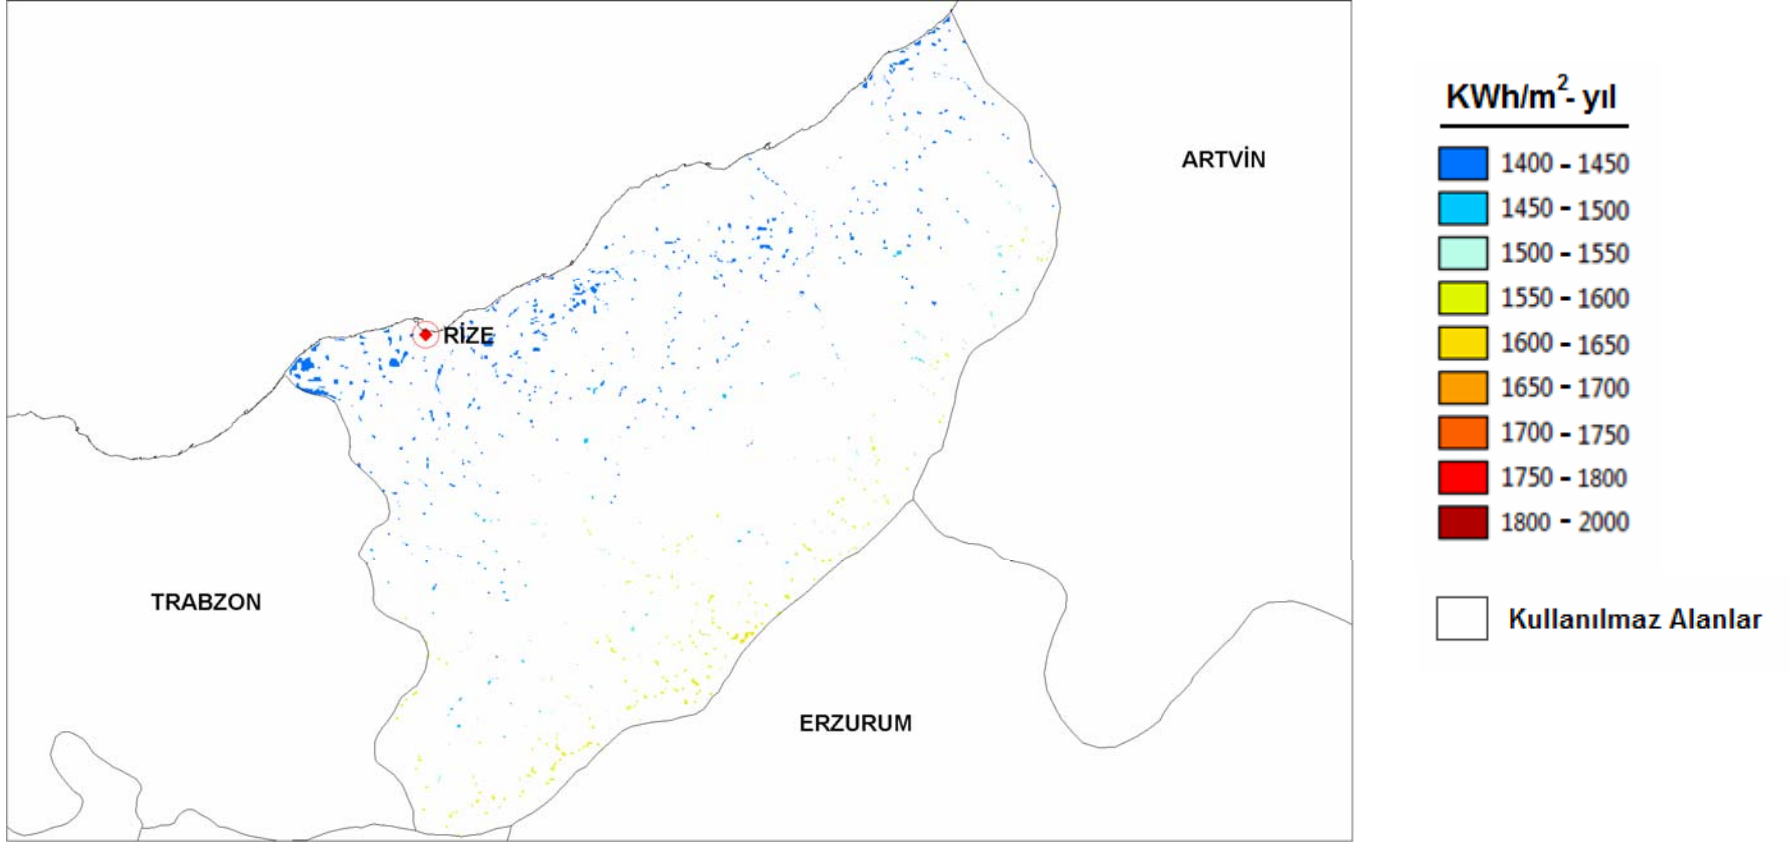 KWh/m²- yıl
ARTVİN
1400 - 1450
1450 - 1500
1500 - 1550
1550 - 1600
RİZE
1600 - 1650
1650 - 1700
1700 - 1750
1750 - 1800
1800 - 2000
TRABZON
Kullanılmaz Alanlar
ERZURUM